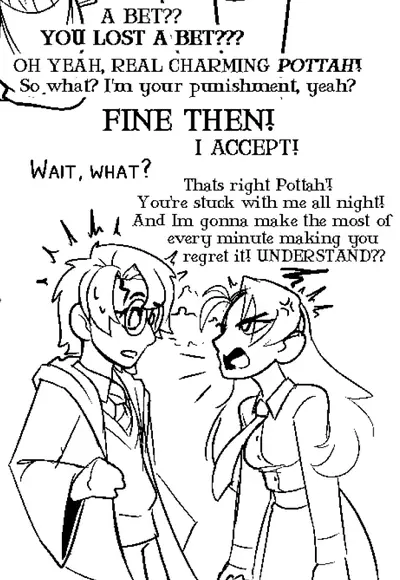 A BET??
YOU LOST A BET???
OH YEAH, REAL CHARMING POTTAH!
So what? I'm your punishment, yeah?
FINE THEN!
I ACCEPT!
WAIT, WHAT?
Thats right Pottah!
You're stuck with me all night!
And Im gonna make the most of
every minute making you
regret it! UNDERSTAND??